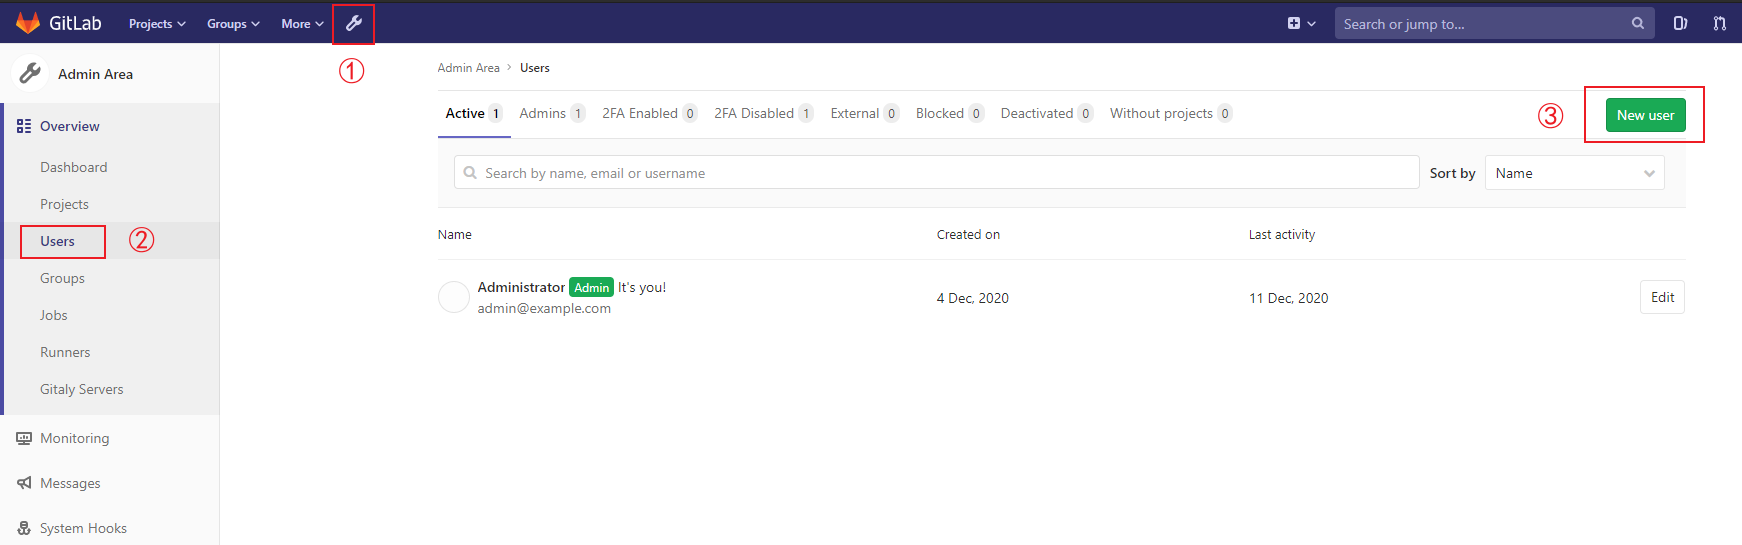 GitLab Projects Groups More Search or jump to...
①
Admin Area
Overview
Dashboard
Projects
Users ②
Groups
Jobs
Runners
Gitaly Servers
Monitoring
Messages
System Hooks
Admin Area > Users
Active 1 Admins 1 2FA Enabled 0 2FA Disabled 1 External 0 Blocked 0 Deactivated 0 Without projects 0 ③ New user
Search by name, email or username Sort by Name
Name Created on Last activity
Administrator Admin It's you!
admin@example.com 4 Dec, 2020 11 Dec, 2020 Edit